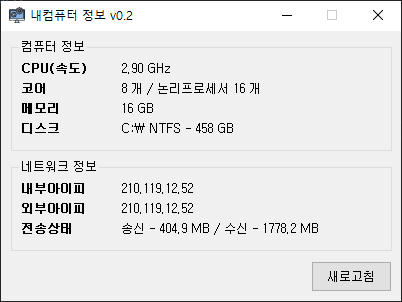 내컴퓨터 정보 v0.2
컴퓨터 정보
CPU(속도) 2.90 GHz
코어 8 개 / 논리프로세서 16 개
메모리 16 GB
디스크 C:₩ NTFS - 458 GB
네트워크 정보
내부아이피 210.119.12.52
외부아이피 210.119.12.52
전송상태 송신 - 404.9 MB / 수신 - 1778.2 MB
새로고침